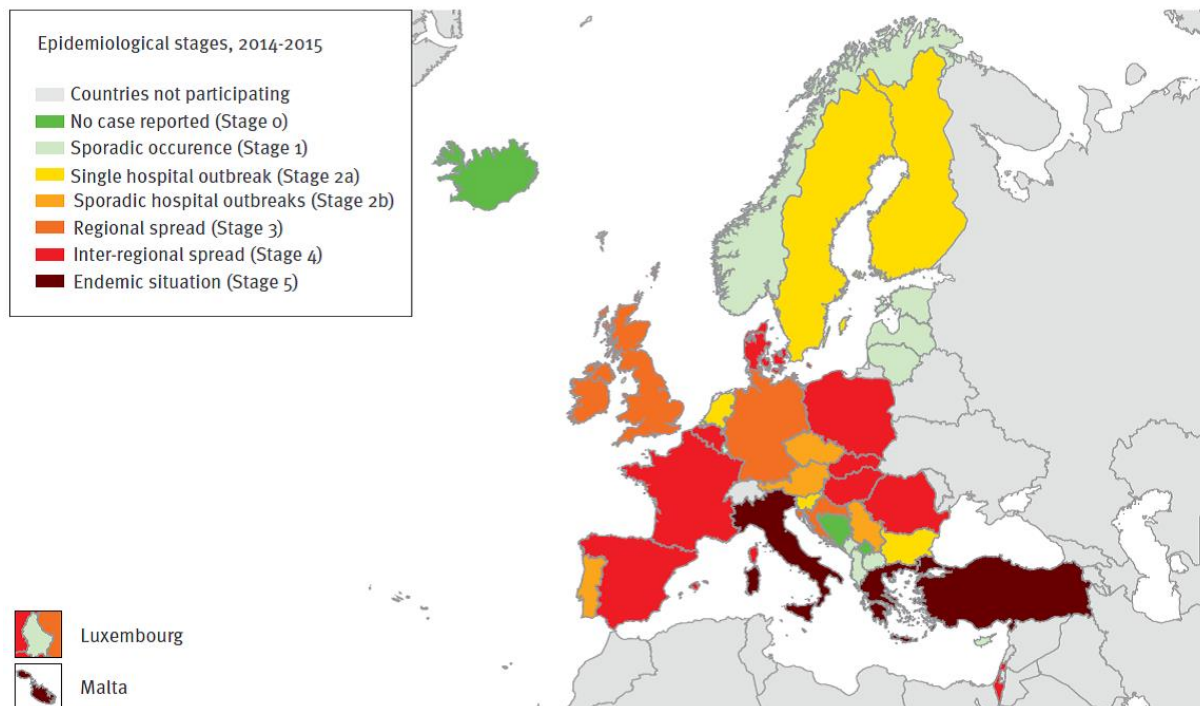 Epidemiological stages, 2014-2015
Countries not participating
No case reported (Stage 0)
Sporadic occurence (Stage 1)
Single hospital outbreak (Stage 2a)
Sporadic hospital outbreaks (Stage 2b)
Regional spread (Stage 3)
Inter-regional spread (Stage 4)
Endemic situation (Stage 5)
Luxembourg
Malta